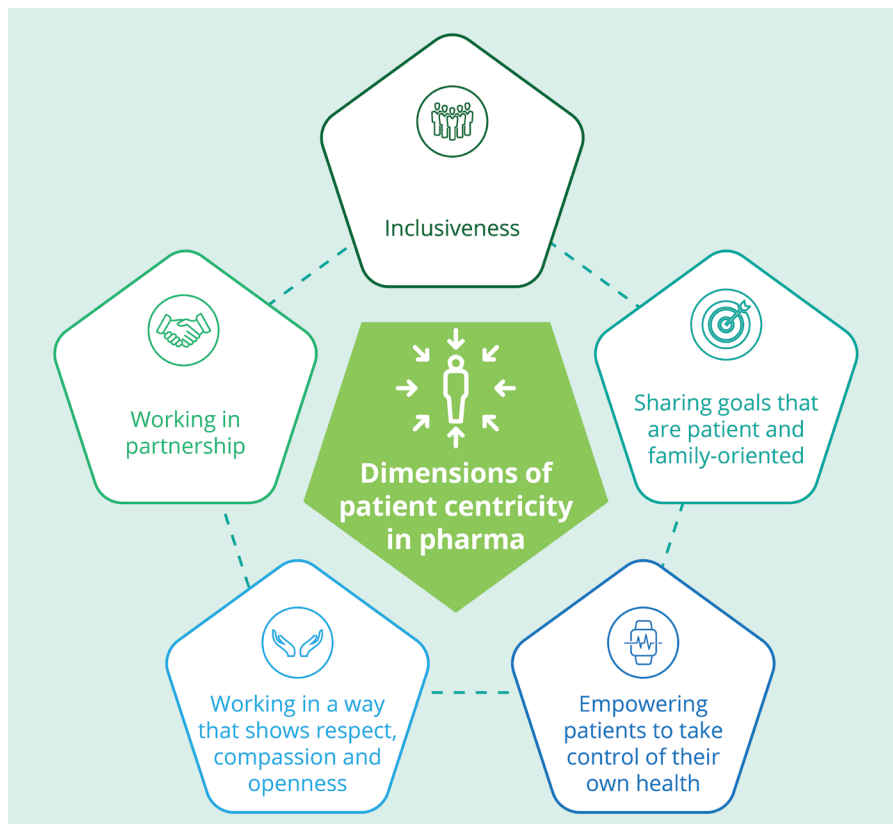 Inclusiveness
Working in
partnership
Sharing goals that
are patient and
family-oriented
Dimensions of
patient centricity
in pharma
Working in a way
that shows respect,
compassion and
openness
Empowering
patients to take
control of their
own health